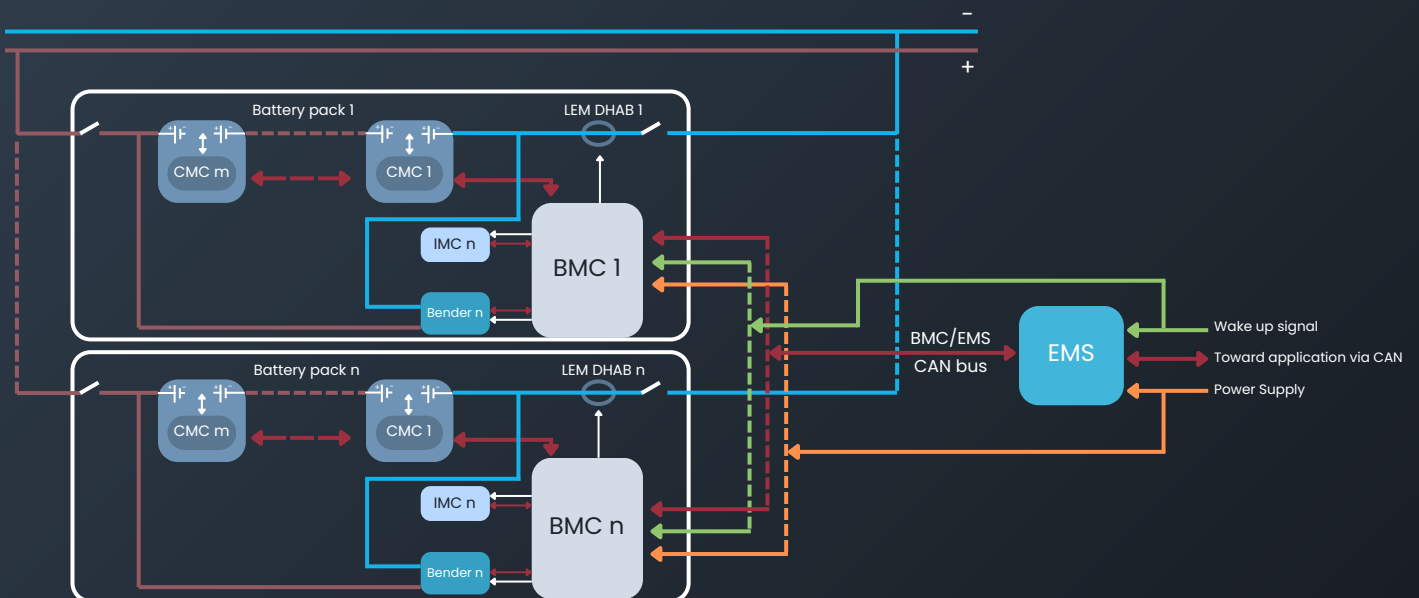 −
+
Battery pack 1
LEM DHAB 1
CMC m
CMC 1
IMC n
BMC 1
Bender n
Battery pack n
LEM DHAB n
CMC m
CMC 1
IMC n
BMC n
Bender n
BMC/EMS
CAN bus
EMS
Wake up signal
Toward application via CAN
Power Supply